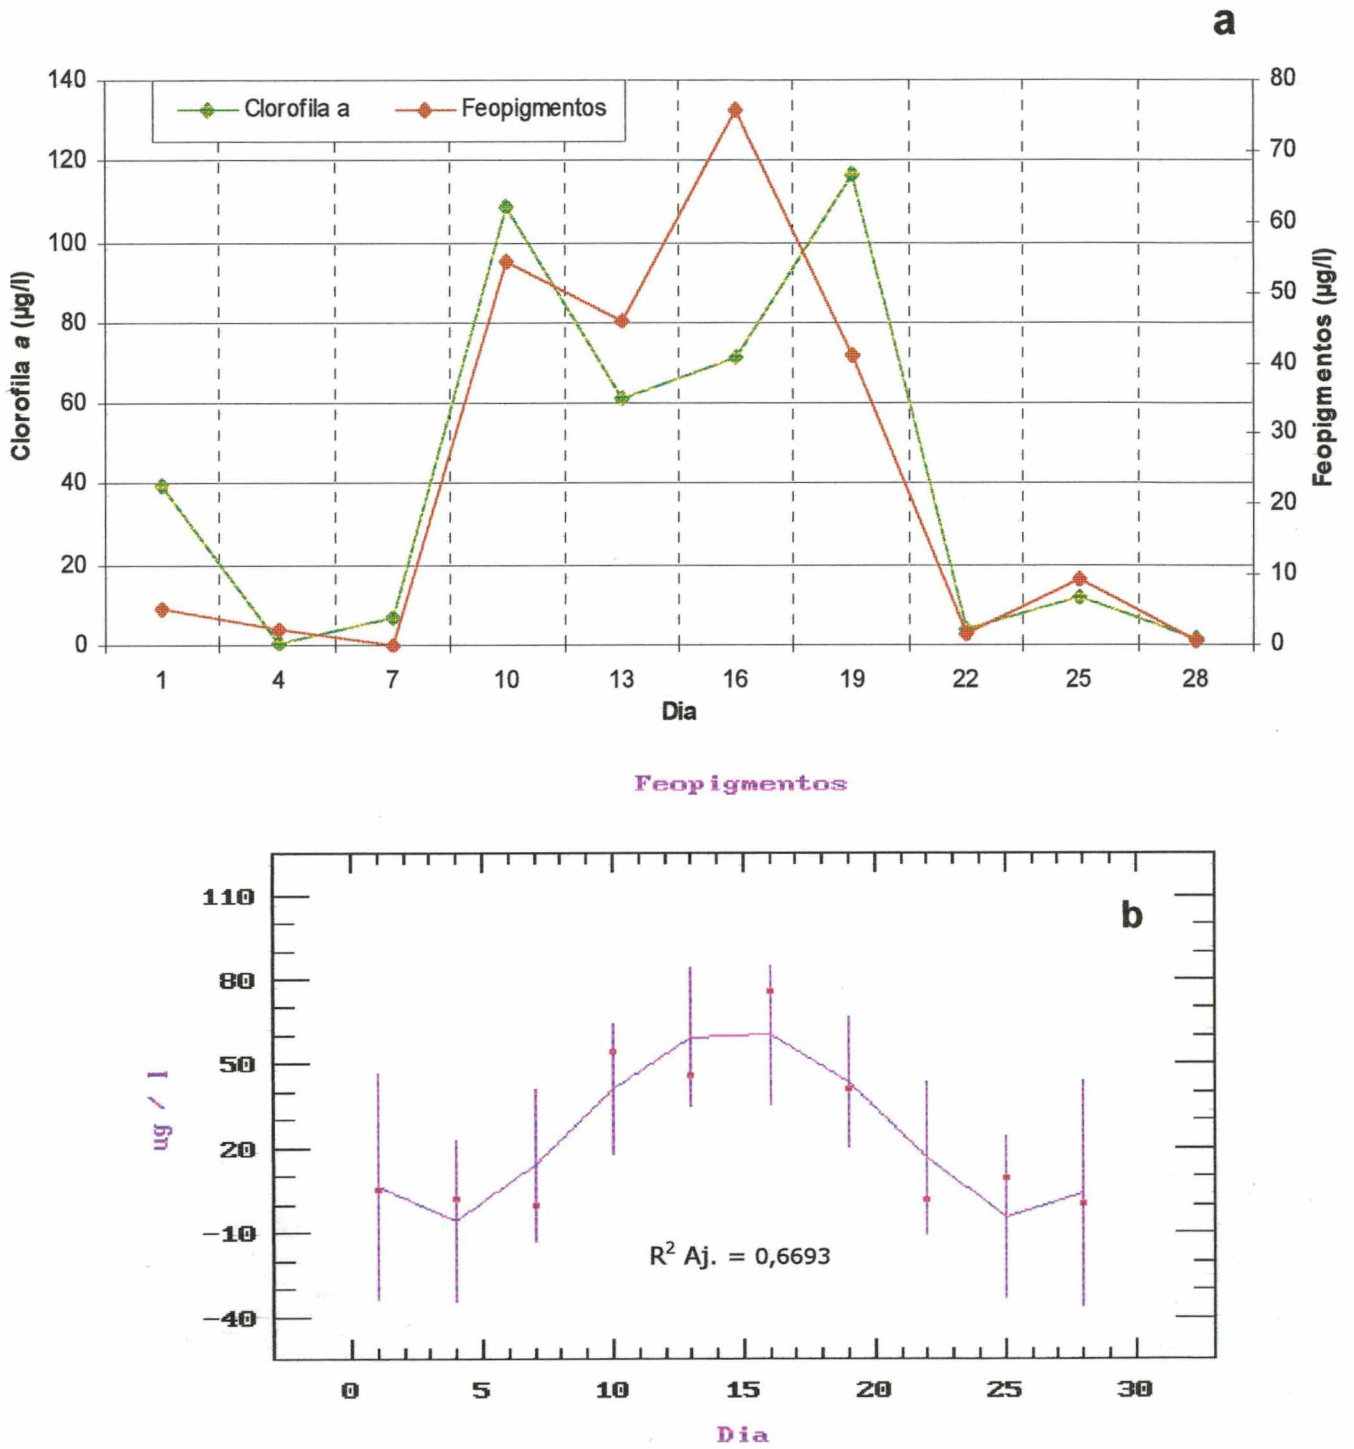 a
Clorofila a
Feopigmentos
140
120
100
80
60
40
20
0
Clorofila a (µg/l)
80
70
60
50
40
30
20
10
0
Feopigmentos (µg/l)
1 4 7 10 13 16 19 22 25 28
Dia
Feopigmentos
b
110
80
50
20
-10
-40
ug / l
R² Aj. = 0,6693
0 5 10 15 20 25 30
Dia